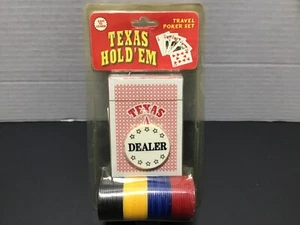 TRAVEL
POKER SET
TEXAS
HOLD'EM
TEXAS
DEALER